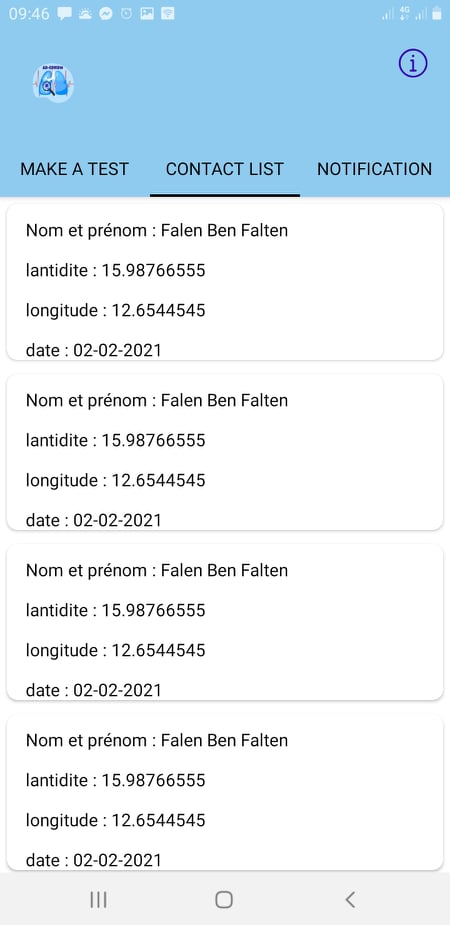 09:46
4G
MAKE A TEST
CONTACT LIST
NOTIFICATION
Nom et prénom : Falen Ben Falten
lantidite : 15.98766555
longitude : 12.6544545
date : 02-02-2021
Nom et prénom : Falen Ben Falten
lantidite : 15.98766555
longitude : 12.6544545
date : 02-02-2021
Nom et prénom : Falen Ben Falten
lantidite : 15.98766555
longitude : 12.6544545
date : 02-02-2021
Nom et prénom : Falen Ben Falten
lantidite : 15.98766555
longitude : 12.6544545
date : 02-02-2021